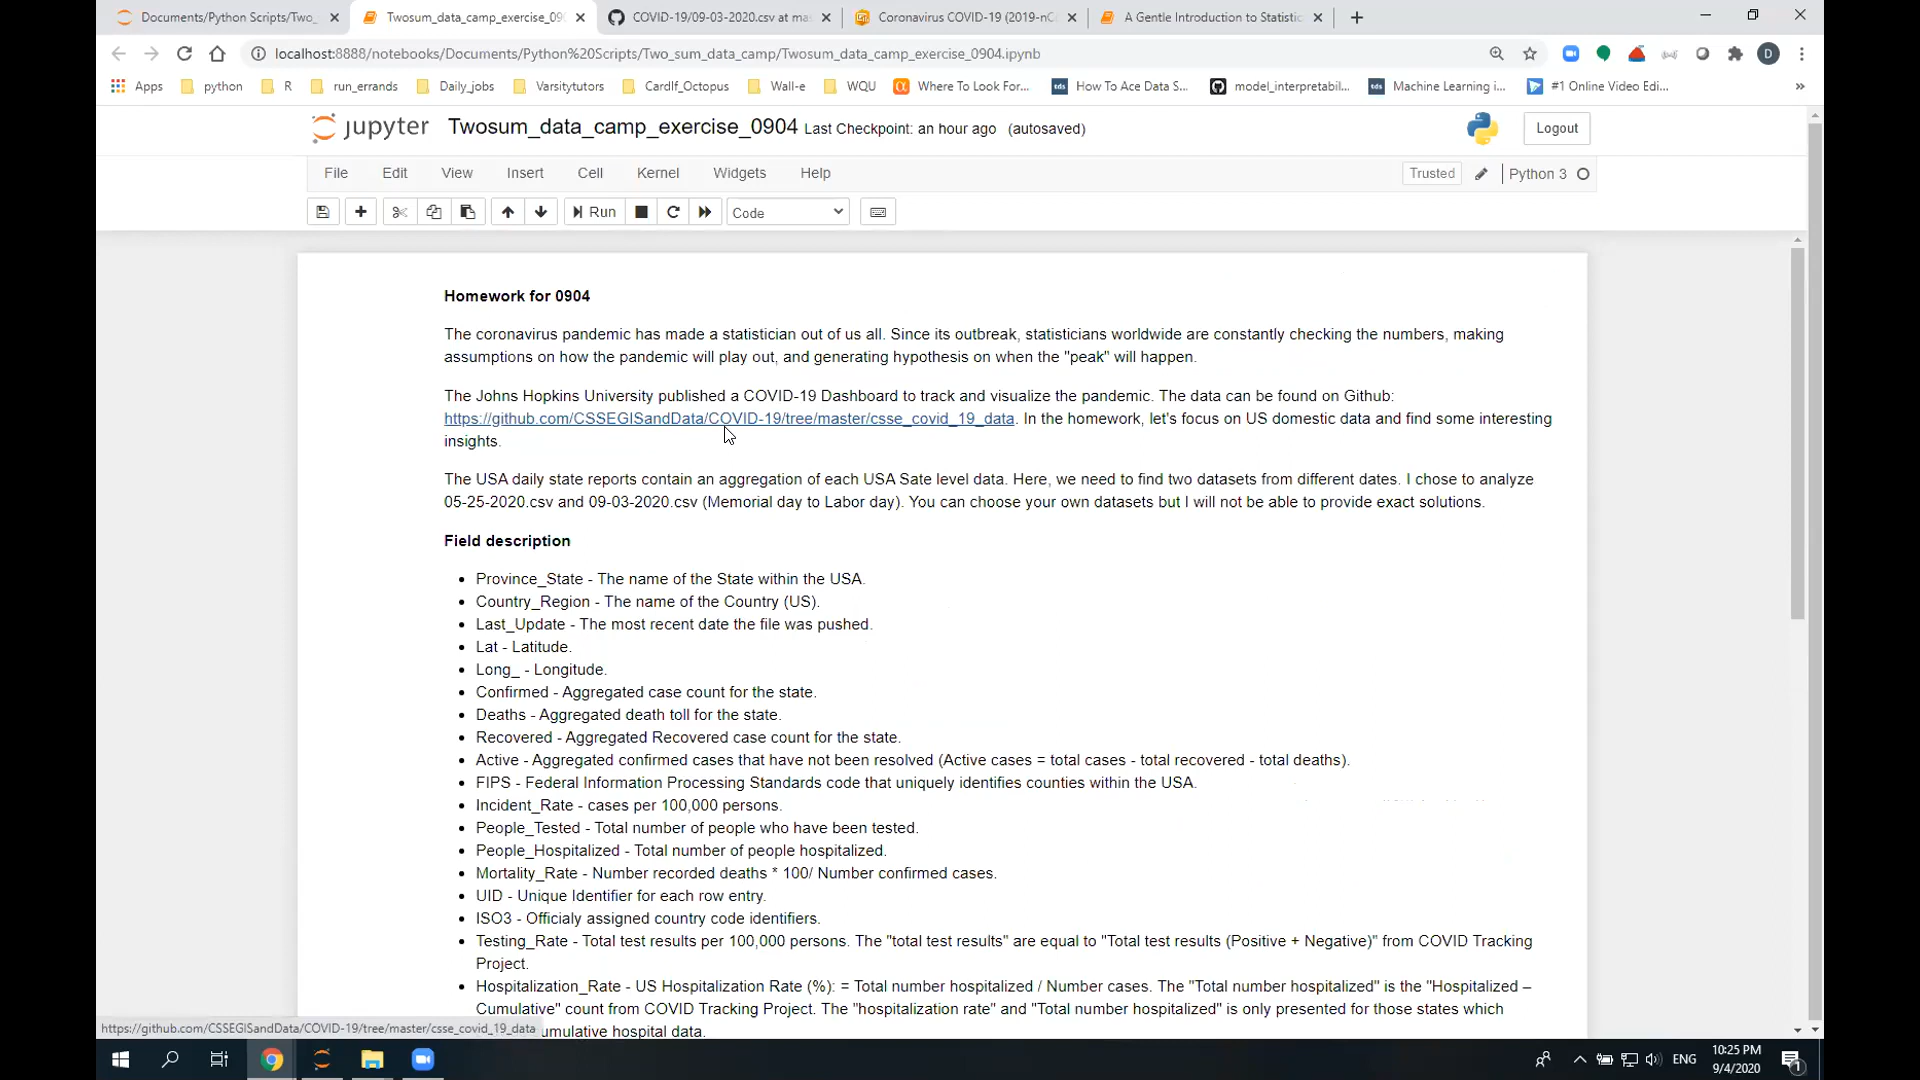 Documents/Python Scripts/Two_
Twosum_data_camp_exercise_09
COVID-19/09-03-2020.csv at ma
Coronavirus COVID-19 (2019-nC
A Gentle Introduction to Statistic
localhost:8888/notebooks/Documents/Python%20Scripts/Two_sum_data_camp/Twosum_data_camp_exercise_0904.ipynb
D
Apps python R run_errands Daily_jobs Varsitytutors Cardlf_Octopus Wall-e WQU Where To Look For... tds How To Ace Data S... model_interpretabil... tds Machine Learning i... #1 Online Video Edi... »
jupyter Twosum_data_camp_exercise_0904 Last Checkpoint: an hour ago (autosaved) Logout
File Edit View Insert Cell Kernel Widgets Help Trusted Python 3
Run Code
Homework for 0904
The coronavirus pandemic has made a statistician out of us all. Since its outbreak, statisticians worldwide are constantly checking the numbers, making
assumptions on how the pandemic will play out, and generating hypothesis on when the "peak" will happen.
The Johns Hopkins University published a COVID-19 Dashboard to track and visualize the pandemic. The data can be found on Github:
https://github.com/CSSEGISandData/COVID-19/tree/master/csse_covid_19_data. In the homework, let's focus on US domestic data and find some interesting
insights.
The USA daily state reports contain an aggregation of each USA Sate level data. Here, we need to find two datasets from different dates. I chose to analyze
05-25-2020.csv and 09-03-2020.csv (Memorial day to Labor day). You can choose your own datasets but I will not be able to provide exact solutions.
Field description
• Province_State - The name of the State within the USA.
• Country_Region - The name of the Country (US).
• Last_Update - The most recent date the file was pushed.
• Lat - Latitude.
• Long_ - Longitude.
• Confirmed - Aggregated case count for the state.
• Deaths - Aggregated death toll for the state.
• Recovered - Aggregated Recovered case count for the state.
• Active - Aggregated confirmed cases that have not been resolved (Active cases = total cases - total recovered - total deaths).
• FIPS - Federal Information Processing Standards code that uniquely identifies counties within the USA.
• Incident_Rate - cases per 100,000 persons.
• People_Tested - Total number of people who have been tested.
• People_Hospitalized - Total number of people hospitalized.
• Mortality_Rate - Number recorded deaths * 100/ Number confirmed cases.
• UID - Unique Identifier for each row entry.
• ISO3 - Officialy assigned country code identifiers.
• Testing_Rate - Total test results per 100,000 persons. The "total test results" are equal to "Total test results (Positive + Negative)" from COVID Tracking
Project.
• Hospitalization_Rate - US Hospitalization Rate (%): = Total number hospitalized / Number cases. The "Total number hospitalized" is the "Hospitalized –
Cumulative" count from COVID Tracking Project. The "hospitalization rate" and "Total number hospitalized" is only presented for those states which
https://github.com/CSSEGISandData/COVID-19/tree/master/csse_covid_19_data umulative hospital data.
ENG
10:25 PM
9/4/2020
1